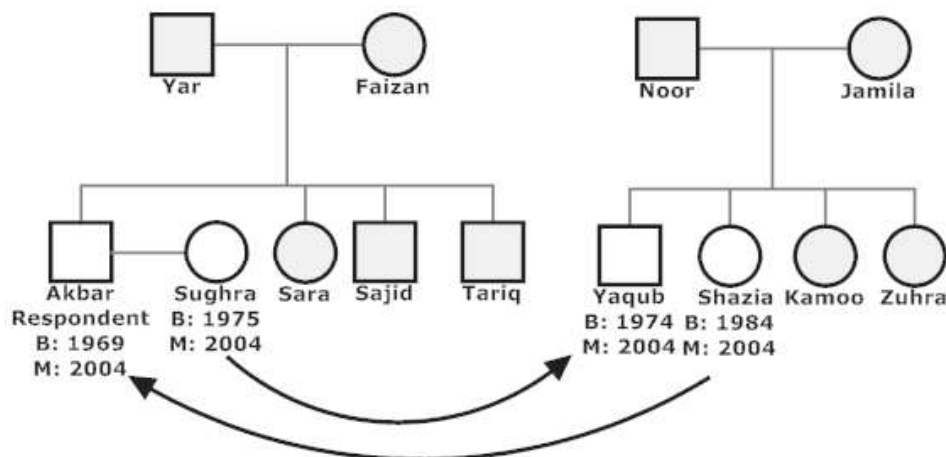 Yar
Faizan
Noor
Jamila
Akbar
Respondent
B: 1969
M: 2004
Sughra
B: 1975
M: 2004
Sara
Sajid
Tariq
Yaqub
B: 1974
M: 2004
Shazia
B: 1984
M: 2004
Kamoo
Zuhra